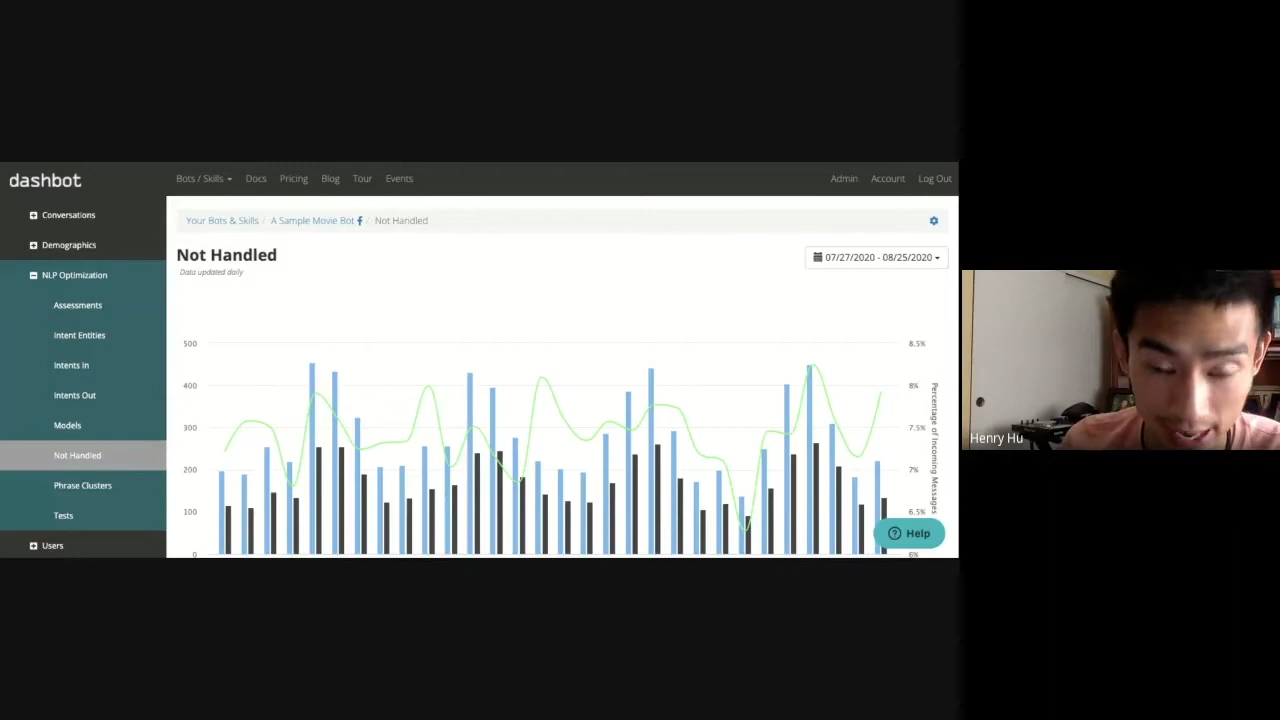 dashbot
Bots / Skills Docs Pricing Blog Tour Events
Admin Account Log Out
Conversations
Demographics
NLP Optimization
Assessments
Intent Entities
Intents In
Intents Out
Models
Not Handled
Phrase Clusters
Tests
Users
Your Bots & Skills / A Sample Movie Bot / Not Handled
Not Handled
Data updated daily
07/27/2020 - 08/25/2020
500
400
300
200
100
0
8.5%
8%
7.5%
7%
6.5%
6%
Percentage of Incoming Messages
Help
Henry Hu